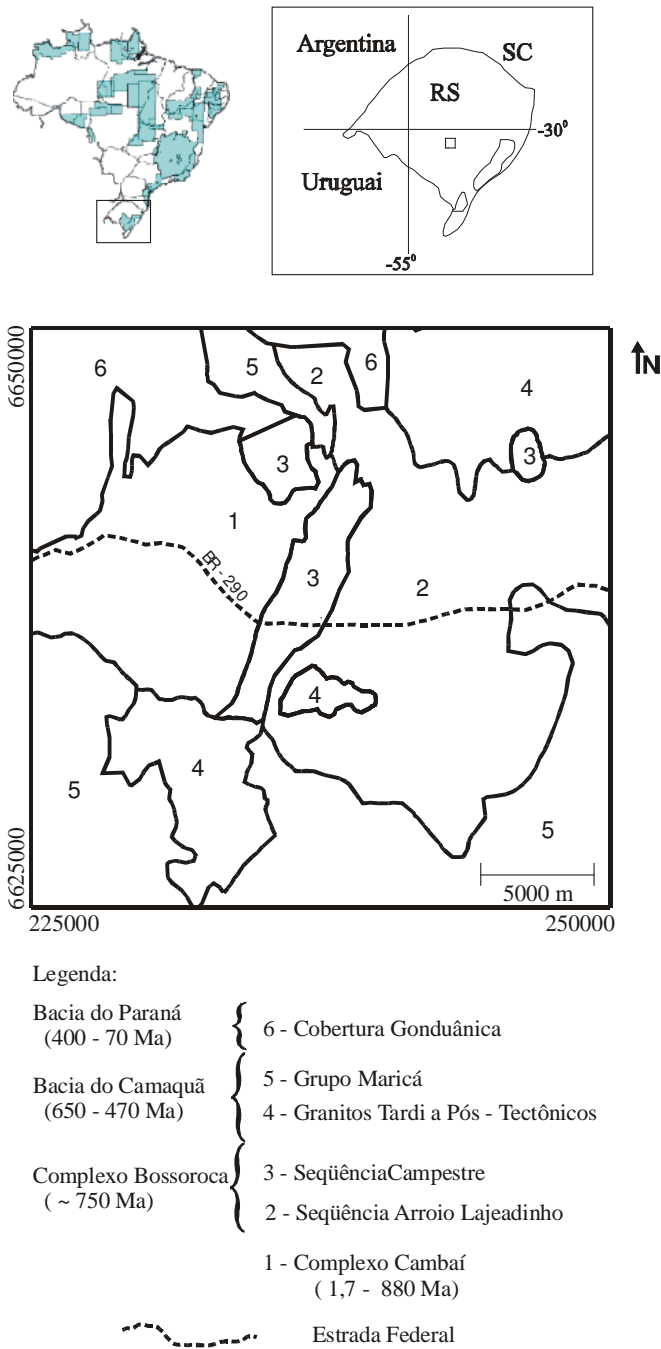 Argentina
SC
RS
-30⁰
Uruguai
-55⁰
6650000
N
6
5
2
6
4
3
3
1
BR-290
3
2
4
4
5
5
5000 m
6625000
225000
250000
Legenda:
Bacia do Paraná
(400 - 70 Ma)
6 - Cobertura Gonduânica
Bacia do Camaquã
(650 - 470 Ma)
5 - Grupo Maricá
4 - Granitos Tardi a Pós - Tectônicos
Complexo Bossoroca
( ~ 750 Ma)
3 - SeqüênciaCampestre
2 - Seqüência Arroio Lajeadinho
1 - Complexo Cambaí
( 1,7 - 880 Ma)
Estrada Federal